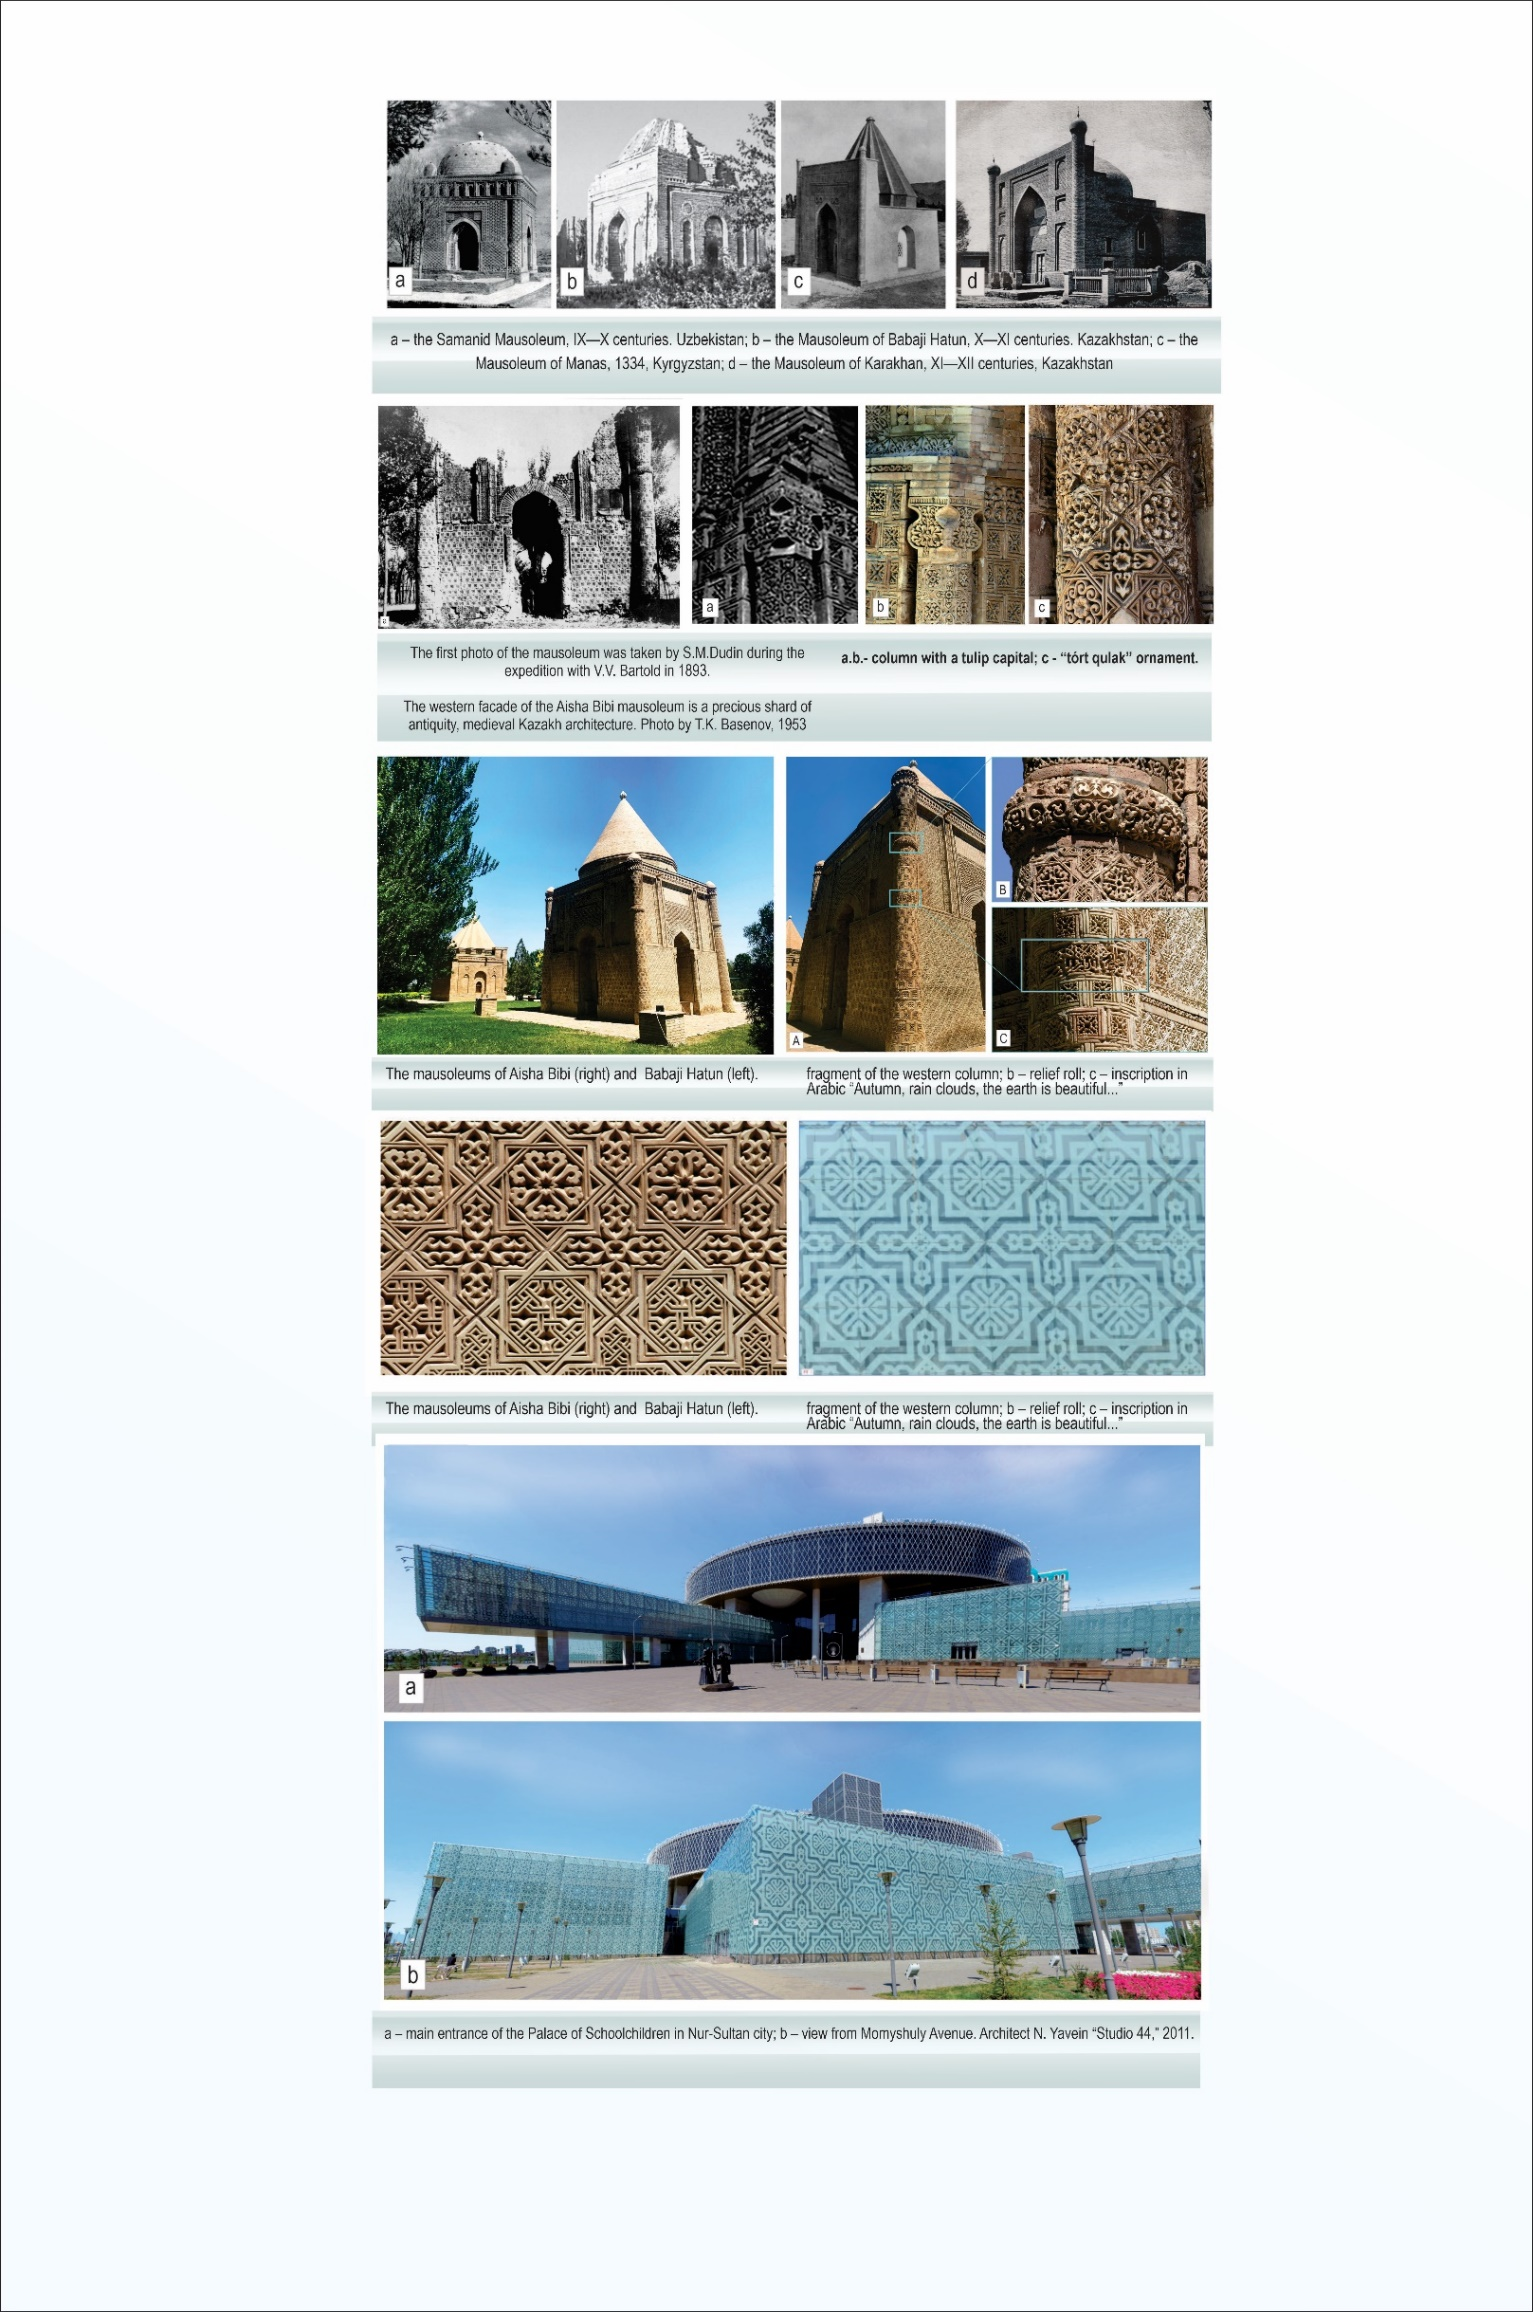 a
b
c
d
a – the Samanid Mausoleum, IX—X centuries. Uzbekistan; b – the Mausoleum of Babaji Hatun, X—XI centuries. Kazakhstan; c – the
Mausoleum of Manas, 1334, Kyrgyzstan; d – the Mausoleum of Karakhan, XI—XII centuries, Kazakhstan
a
b
c
The first photo of the mausoleum was taken by S.M.Dudin during the
expedition with V.V. Bartold in 1893.
a.b.- column with a tulip capital; c - “tórt qulak” ornament.
The western facade of the Aisha Bibi mausoleum is a precious shard of
antiquity, medieval Kazakh architecture. Photo by T.K. Basenov, 1953
A
B
C
The mausoleums of Aisha Bibi (right) and Babaji Hatun (left).
fragment of the western column; b – relief roll; c – inscription in
Arabic “Autumn, rain clouds, the earth is beautiful...”
The mausoleums of Aisha Bibi (right) and Babaji Hatun (left).
fragment of the western column; b – relief roll; c – inscription in
Arabic “Autumn, rain clouds, the earth is beautiful...”
a
b
a – main entrance of the Palace of Schoolchildren in Nur-Sultan city; b – view from Momyshuly Avenue. Architect N. Yavein “Studio 44,” 2011.